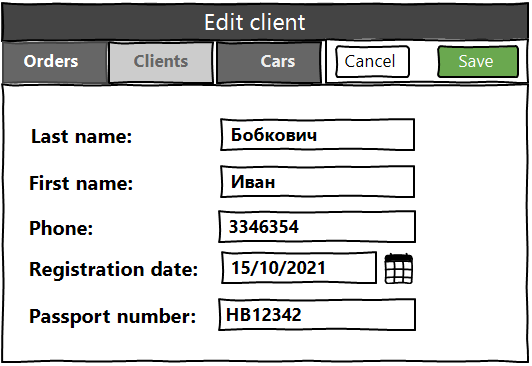 Edit client
Orders Clients Cars Cancel Save
Last name: Бобкович
First name: Иван
Phone: 3346354
Registration date: 15/10/2021
Passport number: НВ12342